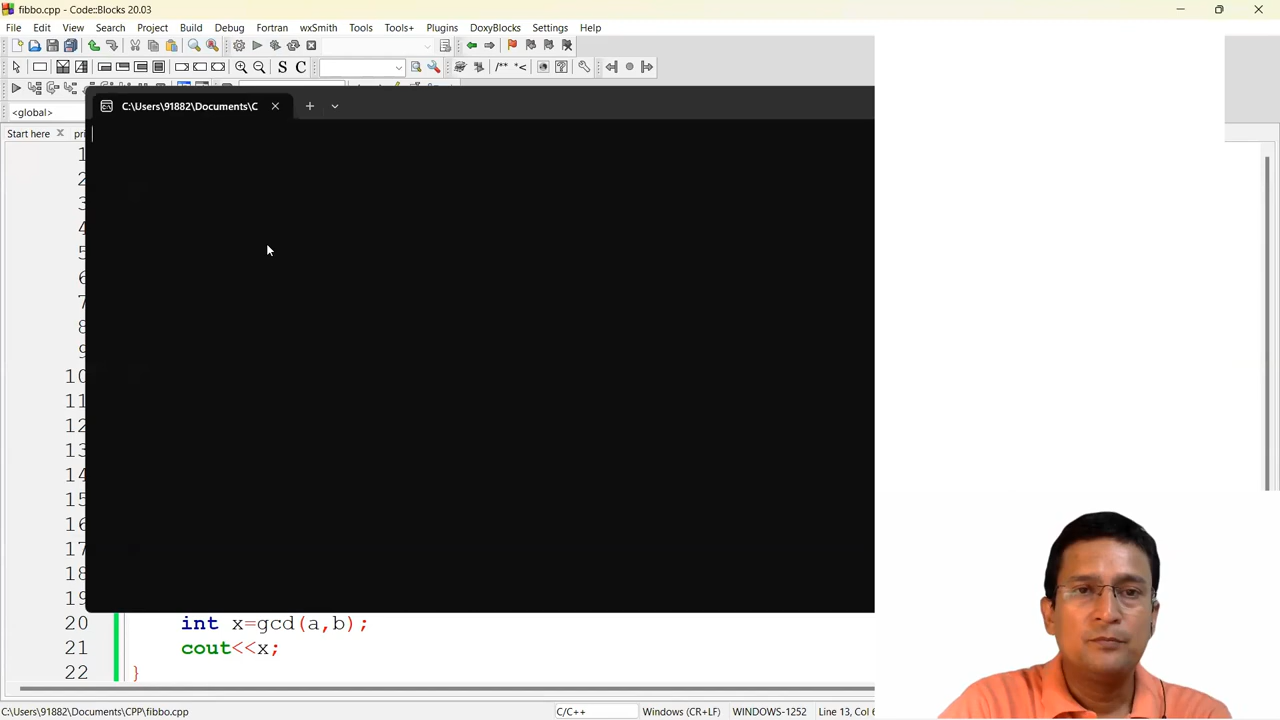 fibbo.cpp - Code::Blocks 20.03
File Edit View Search Project Build Debug Fortran wxSmith Tools Tools+ Plugins DoxyBlocks Settings Help
S C /** *<
<global>
C:\Users\91882\Documents\C
Start here
1
2
3
4
5
6
7
8
9
10
11
12
13
14
15
16
17
18
19
20 int x=gcd(a,b);
21 cout<<x;
22 }
C:\Users\91882\Documents\CPP\fibbo.cpp C/C++ Windows (CR+LF) WINDOWS-1252 Line 13, Col